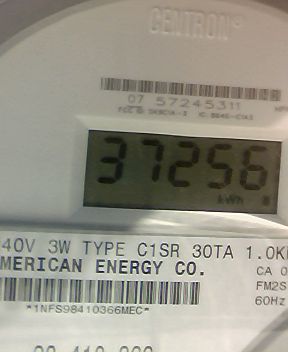 CENTRON®
07 57245311
37256
kWh
40V 3W TYPE C1SR 30TA 1.0K
MERICAN ENERGY CO.
CA 0
FM2S
60Hz
*1NFS98410366MEC*